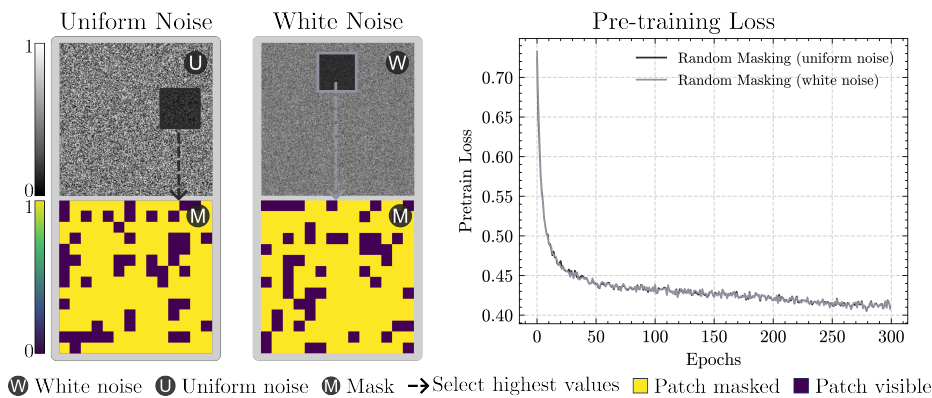 Uniform Noise
White Noise
Pre-training Loss
1
0
1
0
U
W
M
M
Random Masking (uniform noise)
Random Masking (white noise)
Pretrain Loss
0.70
0.65
0.60
0.55
0.50
0.45
0.40
0 50 100 150 200 250 300
Epochs
W White noise U Uniform noise M Mask Select highest values Patch masked Patch visible